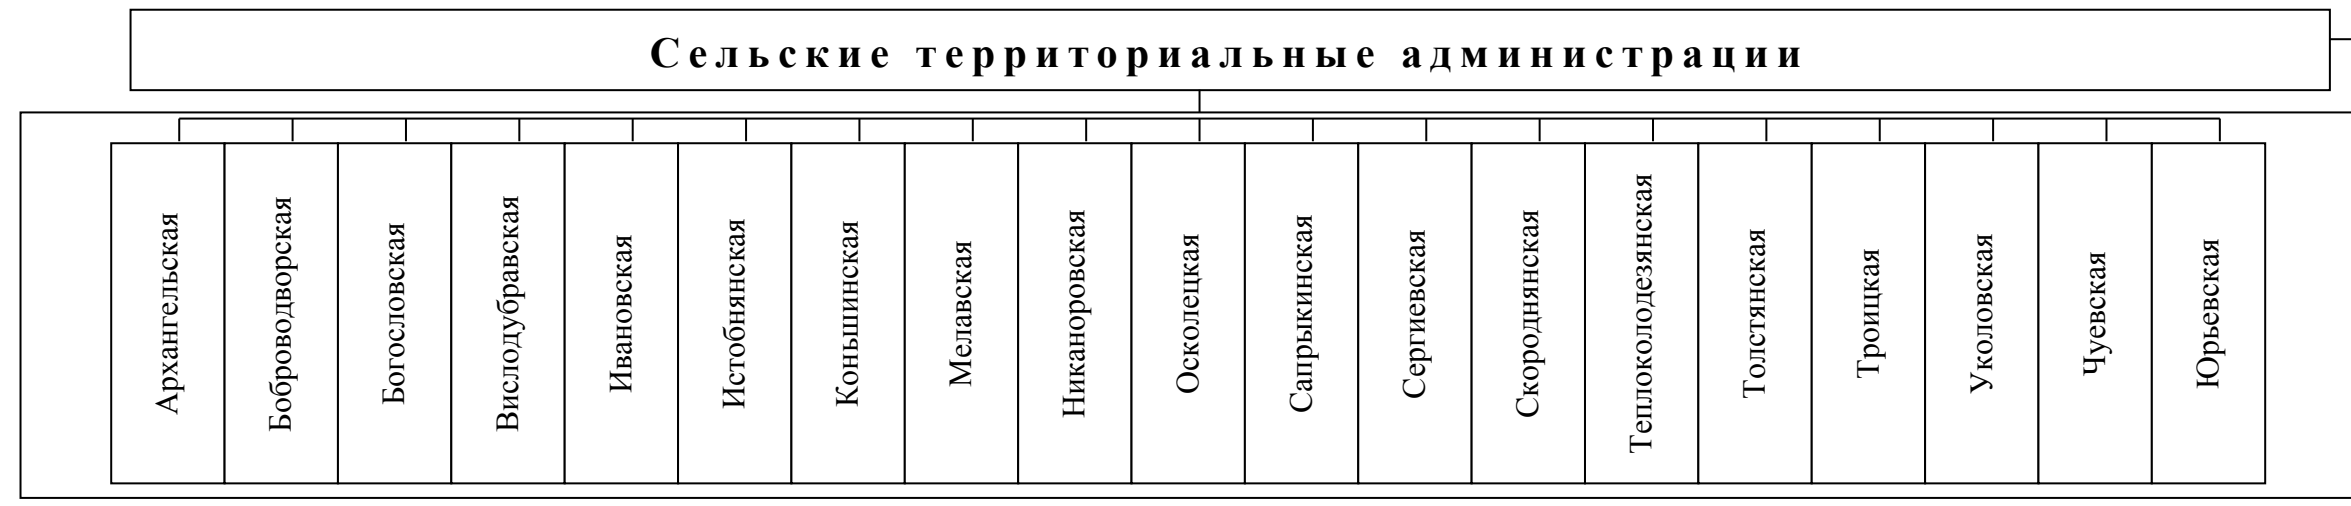 Сельские территориальные администрации
Архангельская
Боброводворская
Богословская
Вислодубравская
Ивановская
Истобнянская
Коньшинская
Мелавская
Никаноровская
Осколецкая
Сапрыкинская
Сергиевская
Скороднянская
Теплоколодезянская
Толстянская
Троицкая
Уколовская
Чуевская
Юрьевская